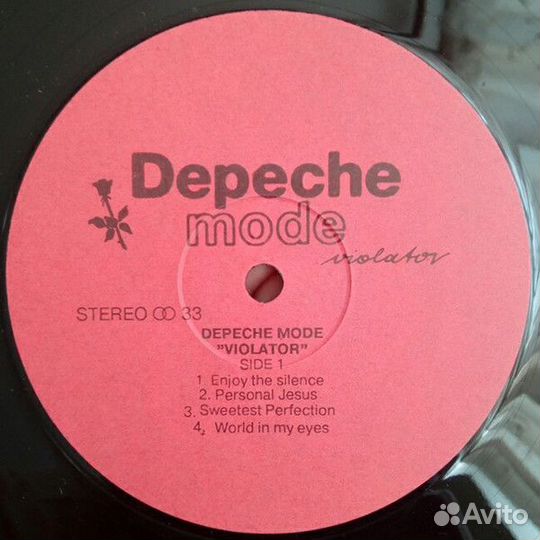 Depeche
mode
violator
STEREO ꝏ 33
DEPECHE MODE
"VIOLATOR"
SIDE 1
1. Enjoy the silence
2. Personal Jesus
3. Sweetest Perfection
4. World in my eyes
Avito